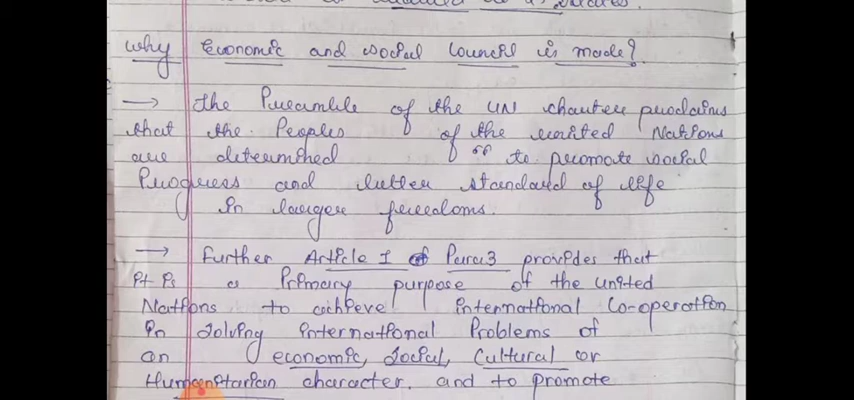 why Economic and social Council is made?
→ the Preamble of the UN charter proclaims
that the Peoples of the united Nations
are determined " to promote social
Progress and better standard of life
in larger freedoms.
→ Further Article 1 of Para 3 provides that
it is a Primary purpose of the united
Nations to achieve international Co-operation
in solving international Problems of
an economic, Social, Cultural or
Humanitarian character. and to promote